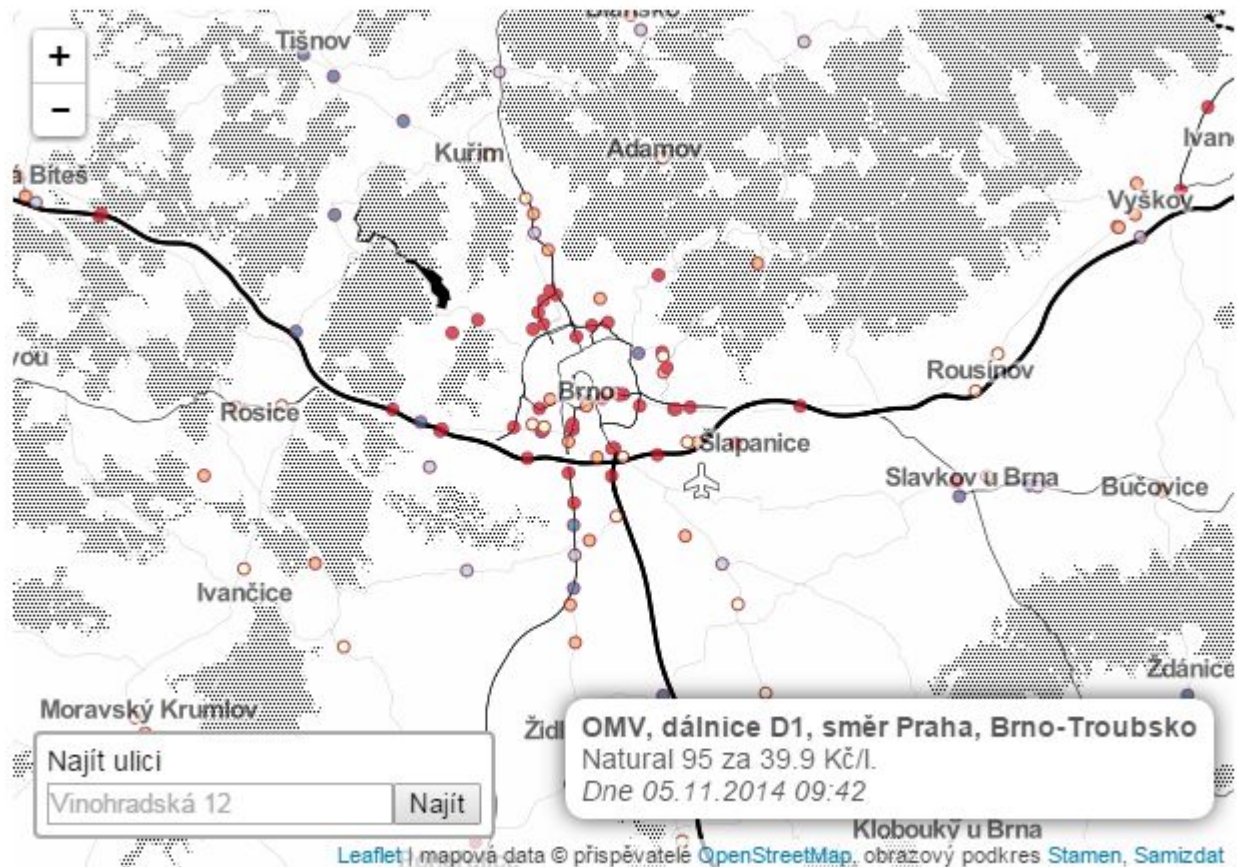 Blansko
+
Tišnov
−
Kuřim
Adamov
Ivan
á Bíteš
Vyškov
vou
Rousínov
Brno
Rosice
Šlapanice
Slavkov u Brna
Bučovice
Ivančice
Ždánice
Moravský Krumlov
Židl
OMV, dálnice D1, směr Praha, Brno-Troubsko
Natural 95 za 39.9 Kč/l.
Dne 05.11.2014 09:42
Najít ulici
Vinohradská 12
Najít
Klobouky u Brna
Leaflet | mapová data © přispěvatelé OpenStreetMap, obrazový podkres Stamen, Samizdat